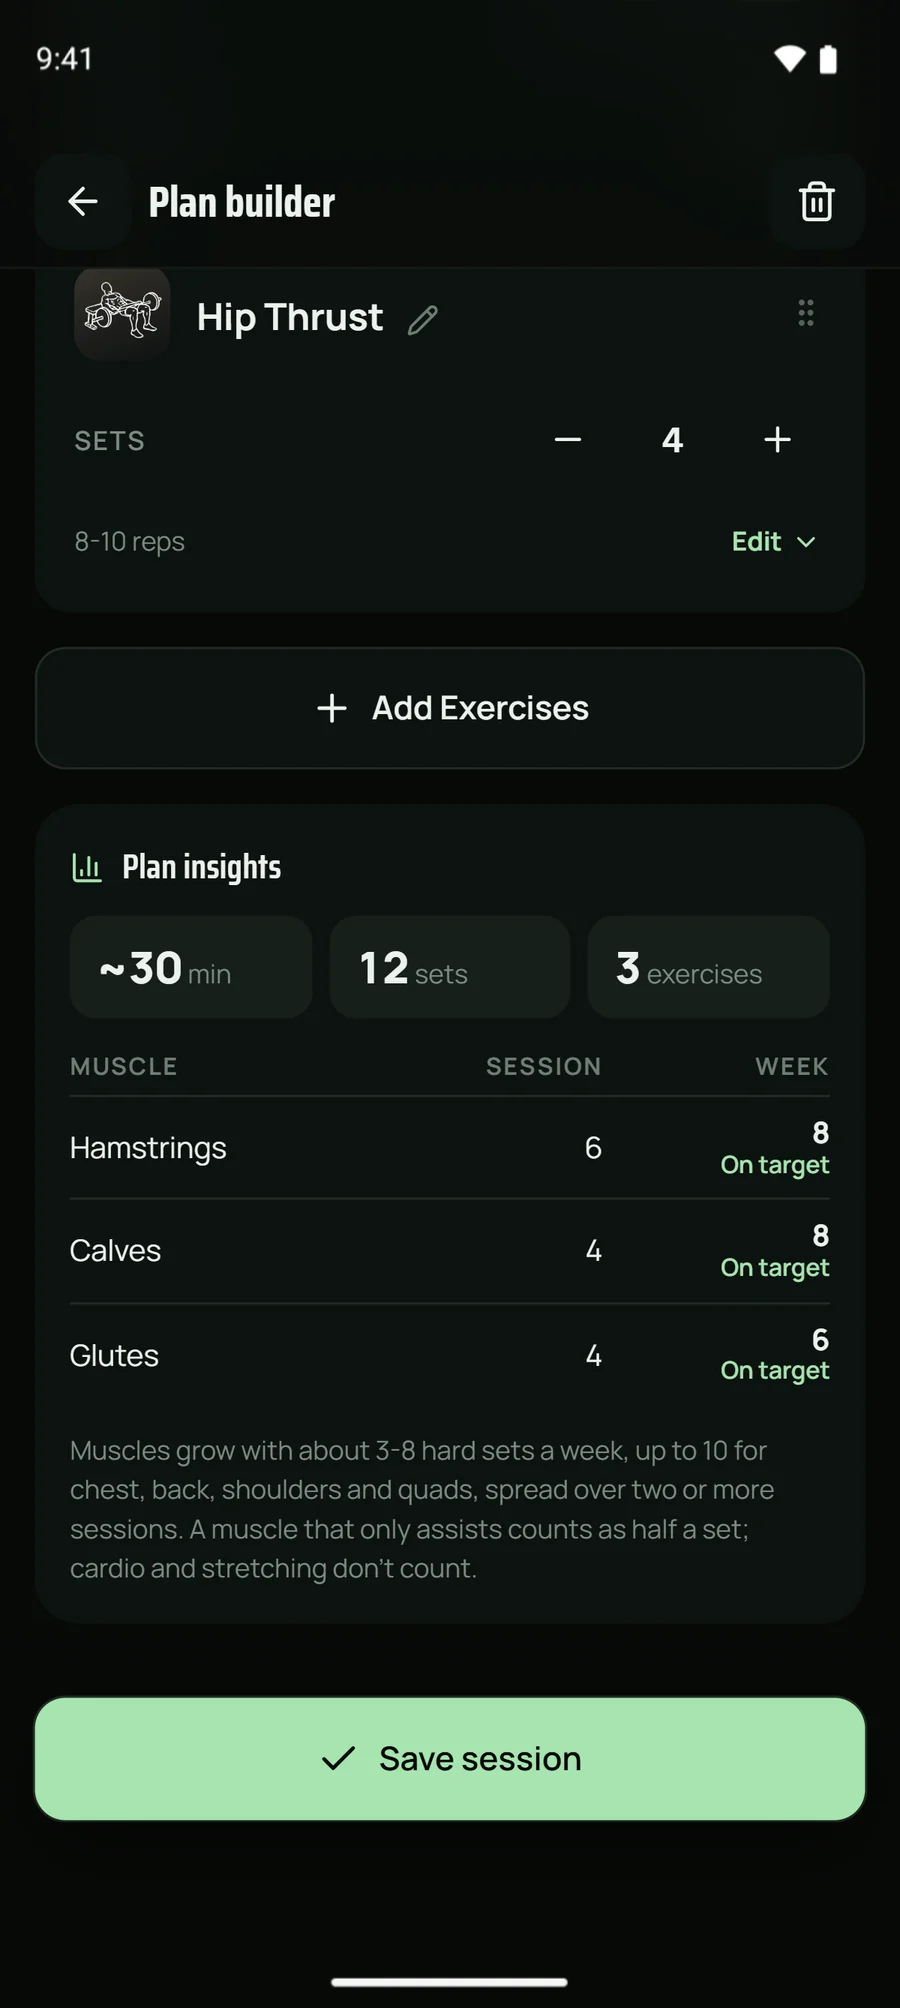 9:41
Plan builder
Hip Thrust
SETS
4
8-10 reps
Edit
Add Exercises
Plan insights
~30 min
12 sets
3 exercises
MUSCLE SESSION WEEK
Hamstrings 6 8
On target
Calves 4 8
On target
Glutes 4 6
On target
Muscles grow with about 3-8 hard sets a week, up to 10 for
chest, back, shoulders and quads, spread over two or more
sessions. A muscle that only assists counts as half a set;
cardio and stretching don't count.
Save session